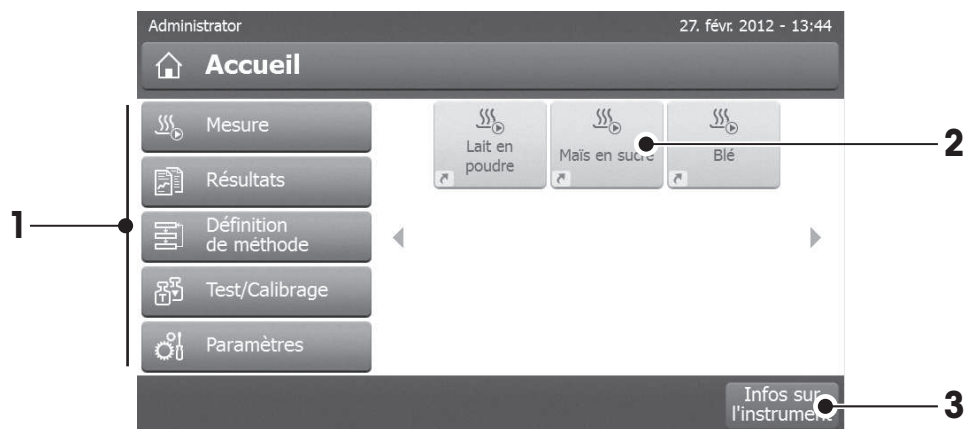 Administrator
27. févr. 2012 - 13:44
Accueil
Mesure
Résultats
Définition
de méthode
Test/Calibrage
Paramètres
Lait en
poudre
Maïs en sucre
Blé
Infos sur
l'instrument
1
2
3